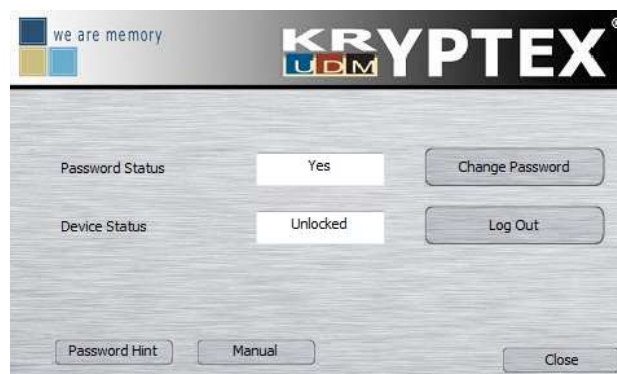 we are memory
KRYPTEX®
UDM
Password Status Yes Change Password
Device Status Unlocked Log Out
Password Hint Manual Close